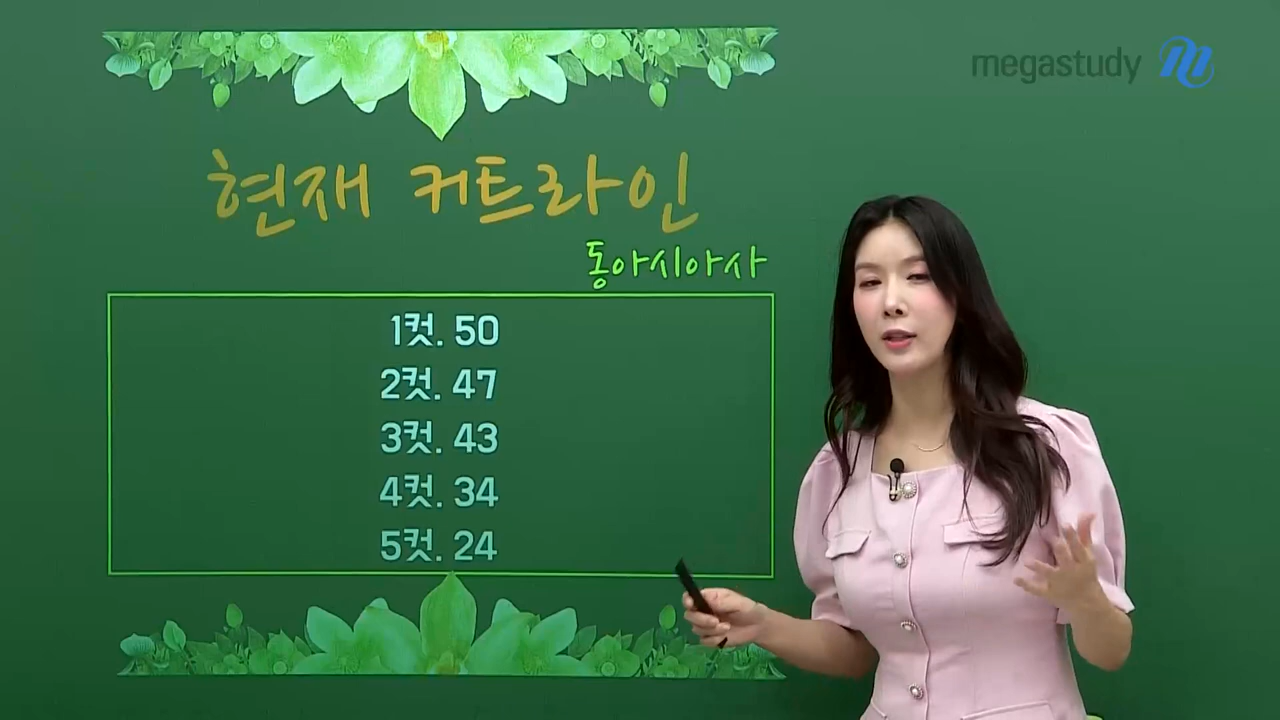 megastudy
현재 커트라인
동아시아사
1컷. 50
2컷. 47
3컷. 43
4컷. 34
5컷. 24